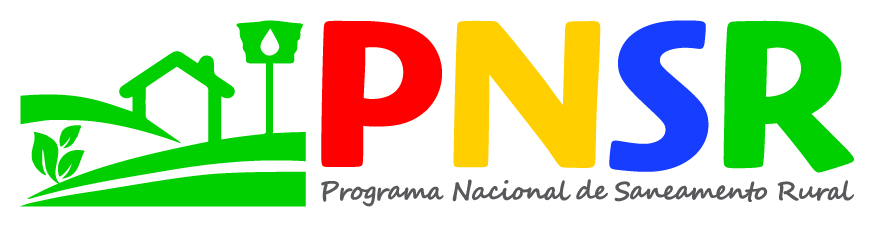 PNSR
Programa Nacional de Saneamento Rural